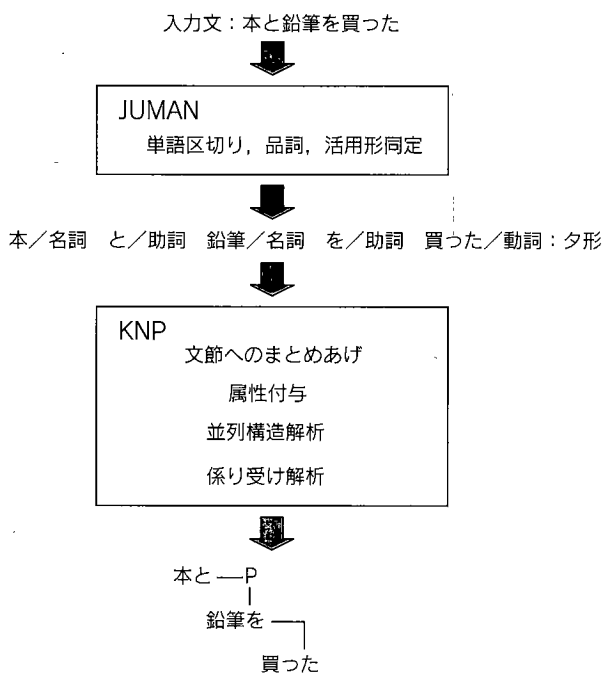 入力文：本と鉛筆を買った
JUMAN
単語区切り，品詞，活用形同定
本／名詞　と／助詞　鉛筆／名詞　を／助詞　買った／動詞：タ形
KNP
文節へのまとめあげ
属性付与
並列構造解析
係り受け解析
本と P
鉛筆を
買った